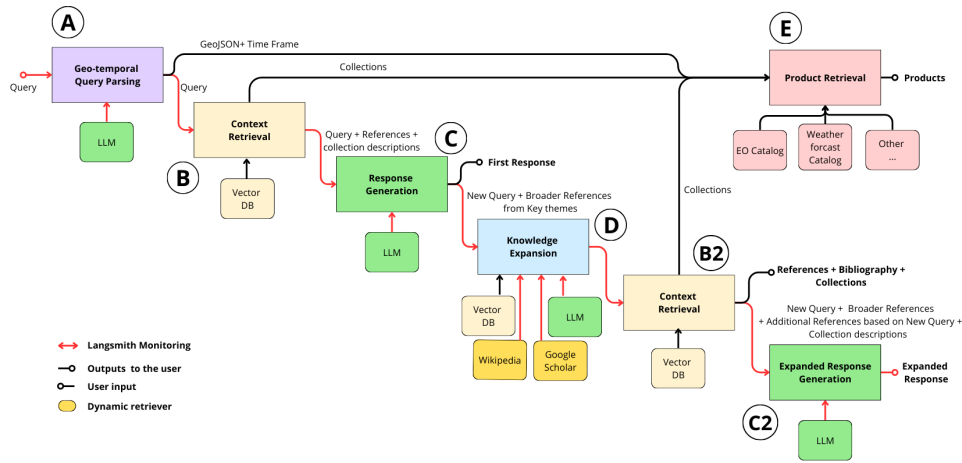 A
GeoJSON+ Time Frame
E
Geo-temporal
Query Parsing
Collections
Product Retrieval
Products
Query
Query
LLM
Context
Retrieval
Query + References +
collection descriptions
C
EO Catalog
Weather
forcast
Catalog
Other
...
B
First Response
Response
Generation
Vector
DB
New Query + Broader References
from Key themes
Collections
D
LLM
Knowledge
Expansion
B2
References + Bibliography +
Collections
Context
Retrieval
Vector
DB
LLM
New Query +  Broader References
+ Additional References based on New Query +
Collection descriptions
Langsmith Monitoring
Wikipedia
Google
Scholar
Vector
DB
Outputs  to the user
Expanded Response
Generation
Expanded
Response
User input
Dynamic retriever
C2
LLM